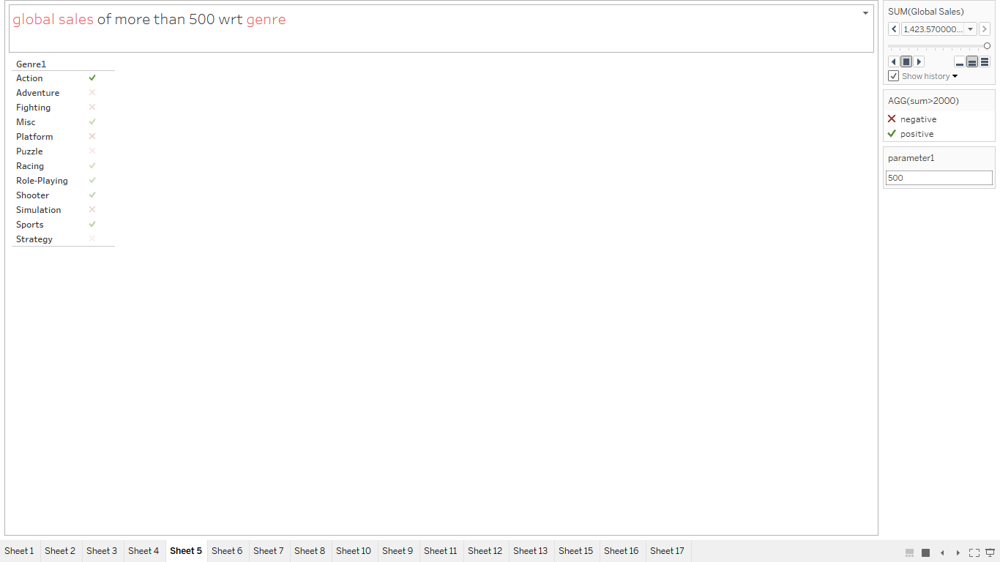 global sales of more than 500 wrt genre
Genre1
Action
Adventure
Fighting
Misc
Platform
Puzzle
Racing
Role-Playing
Shooter
Simulation
Sports
Strategy
SUM(Global Sales)
1,423.570000...
Show history
AGG(sum>2000)
negative
positive
parameter1
500
Sheet 1 Sheet 2 Sheet 3 Sheet 4 Sheet 5 Sheet 6 Sheet 7 Sheet 8 Sheet 10 Sheet 9 Sheet 11 Sheet 12 Sheet 13 Sheet 15 Sheet 16 Sheet 17